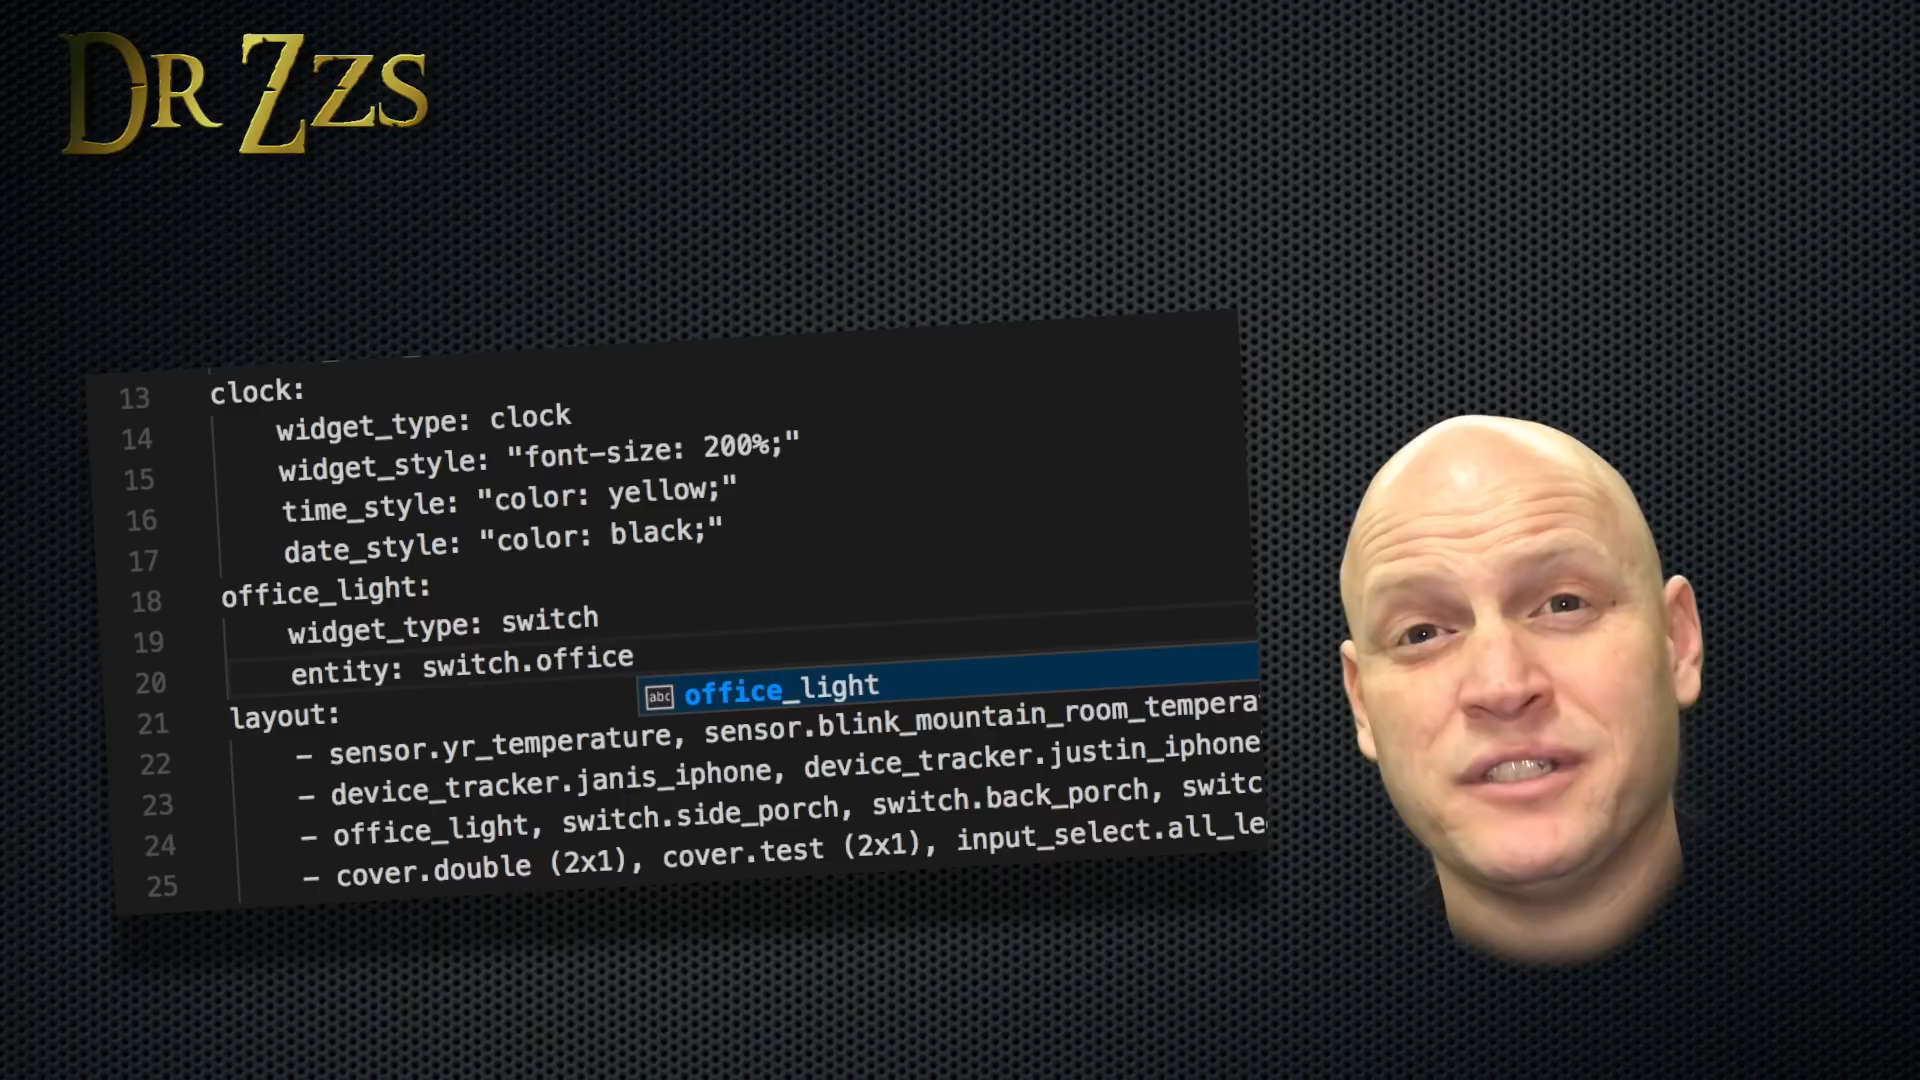 Dr Zzs
13 clock:
14 widget_type: clock
15 widget_style: "font-size: 200%;"
16 time_style: "color: yellow;"
17 date_style: "color: black;"
18 office_light:
19 widget_type: switch
20 entity: switch.office
abc office_light
21 layout:
22 - sensor.yr_temperature, sensor.blink_mountain_room_tempera
23 - device_tracker.janis_iphone, device_tracker.justin_iphone
24 - office_light, switch.side_porch, switch.back_porch, switc
25 - cover.double (2x1), cover.test (2x1), input_select.all_le